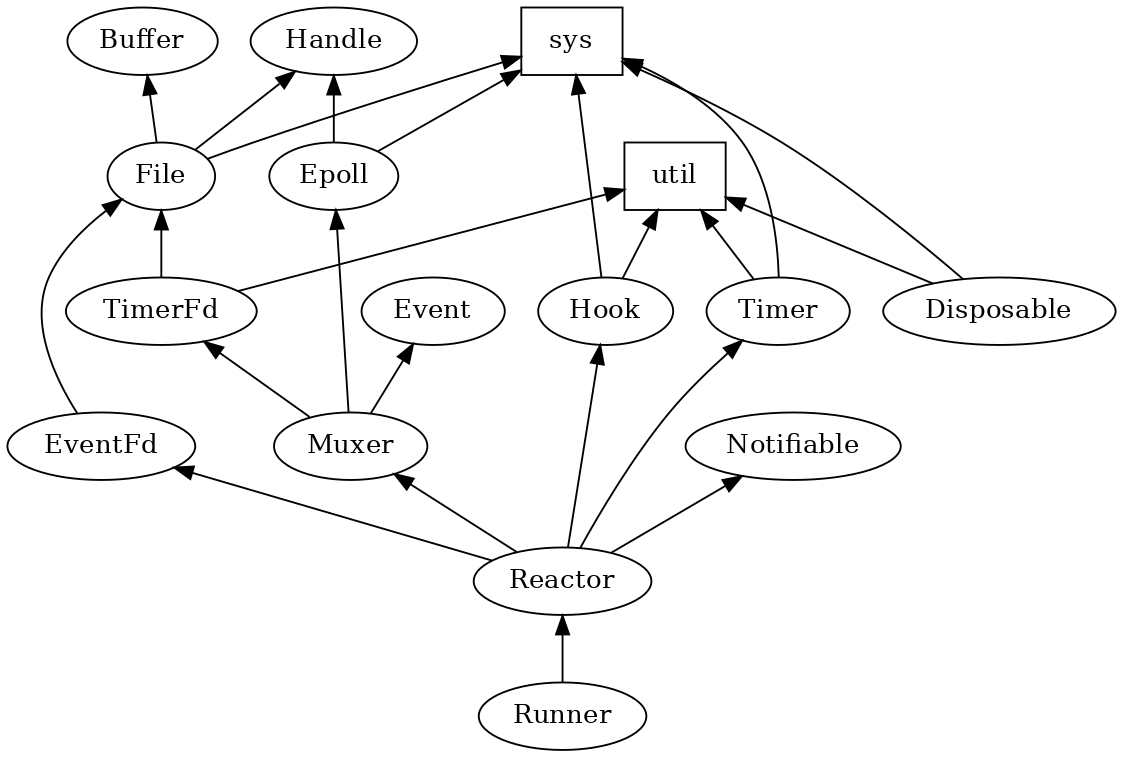 Buffer
Handle
sys
File
Epoll
util
TimerFd
Event
Hook
Timer
Disposable
EventFd
Muxer
Notifiable
Reactor
Runner